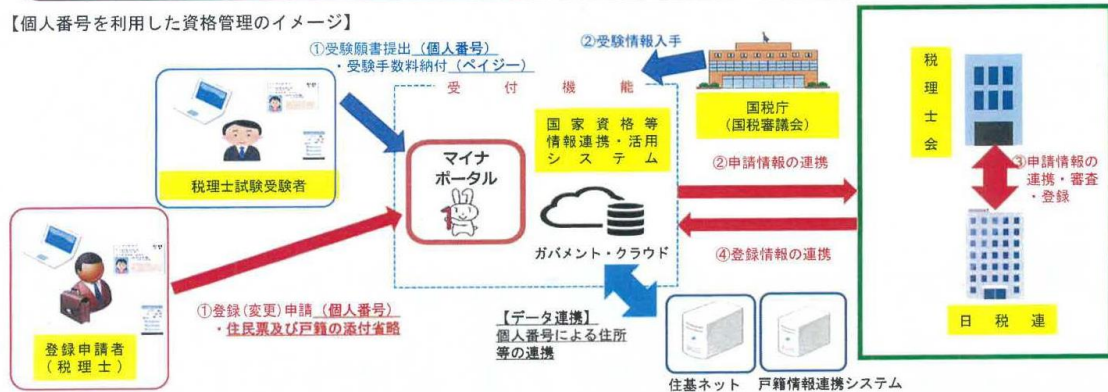 【個人番号を利用した資格管理のイメージ】
①受験願書提出(個人番号)
・受験手数料納付(ペイジー)
②受験情報入手
受付機能
税理士試験受験者
マイナ
ポータル
国家資格等
情報連携・活用
システム
ガバメント・クラウド
国税庁
(国税審議会)
②申請情報の連携
④登録情報の連携
税理士会
③申請情報の
連携・審査
・登録
日税連
①登録(変更)申請(個人番号)
・住民票及び戸籍の添付省略
登録申請者
(税理士)
【データ連携】
個人番号による住所
等の連携
住基ネット
戸籍情報連携システム